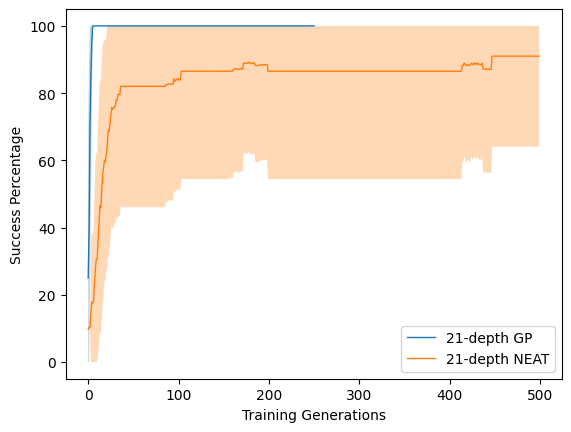 100
80
60
40
20
0
Success Percentage
0 100 200 300 400 500
Training Generations
21-depth GP
21-depth NEAT